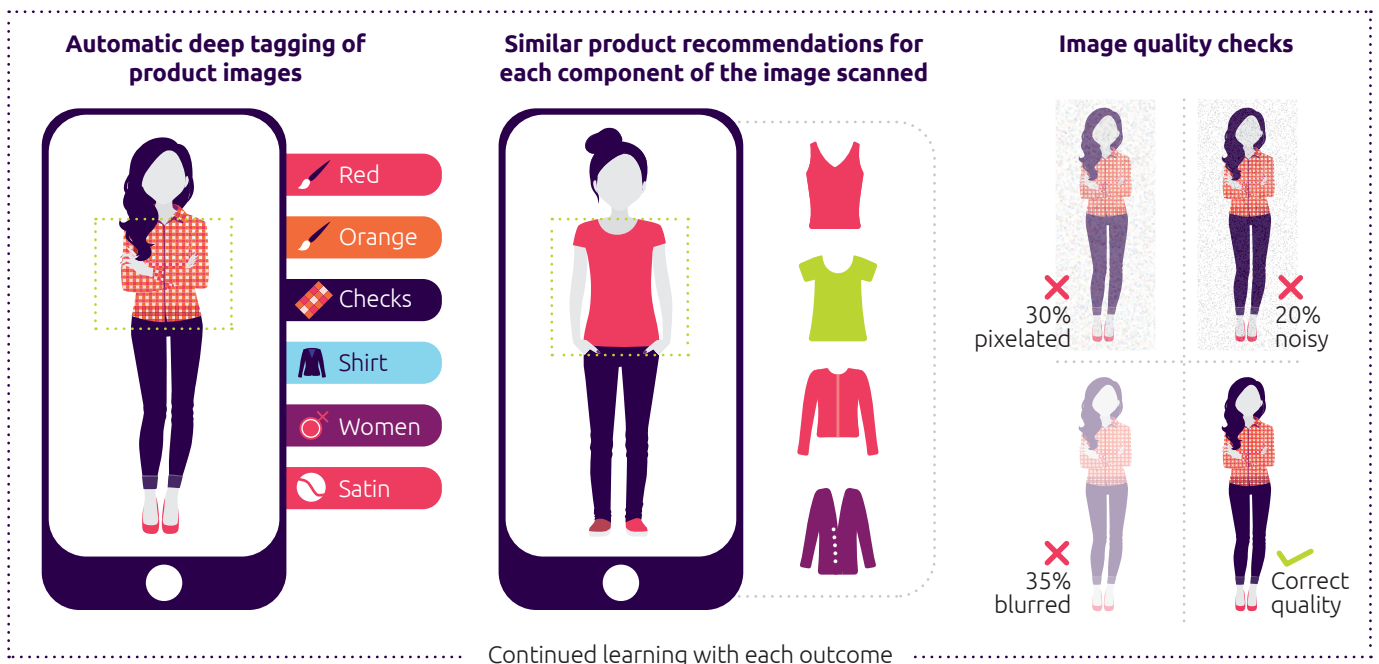 Automatic deep tagging of
product images
Red
Orange
Checks
Shirt
Women
Satin
Similar product recommendations for
each component of the image scanned
Image quality checks
30%
pixelated
20%
noisy
35%
blurred
Correct
quality
Continued learning with each outcome